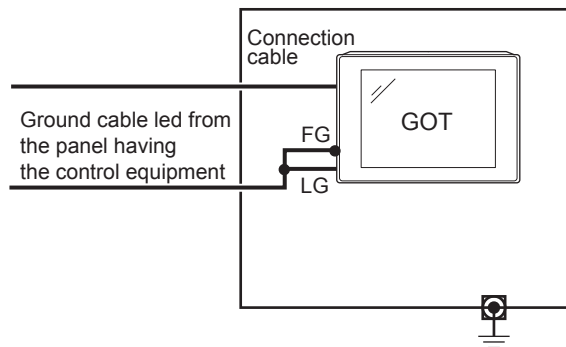 Connection
cable
Ground cable led from
the panel having
the control equipment
FG
LG
GOT